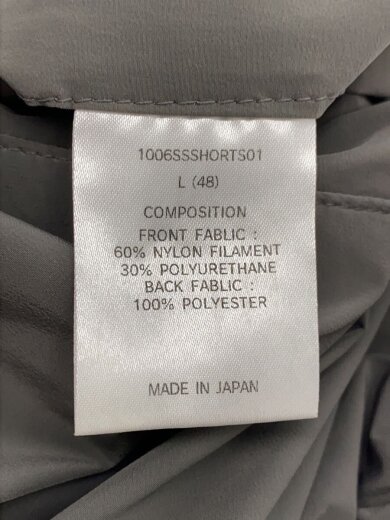 1006SSSHORTS01
L (48)
COMPOSITION
FRONT FABLIC :
60% NYLON FILAMENT
30% POLYURETHANE
BACK FABLIC :
100% POLYESTER
MADE IN JAPAN